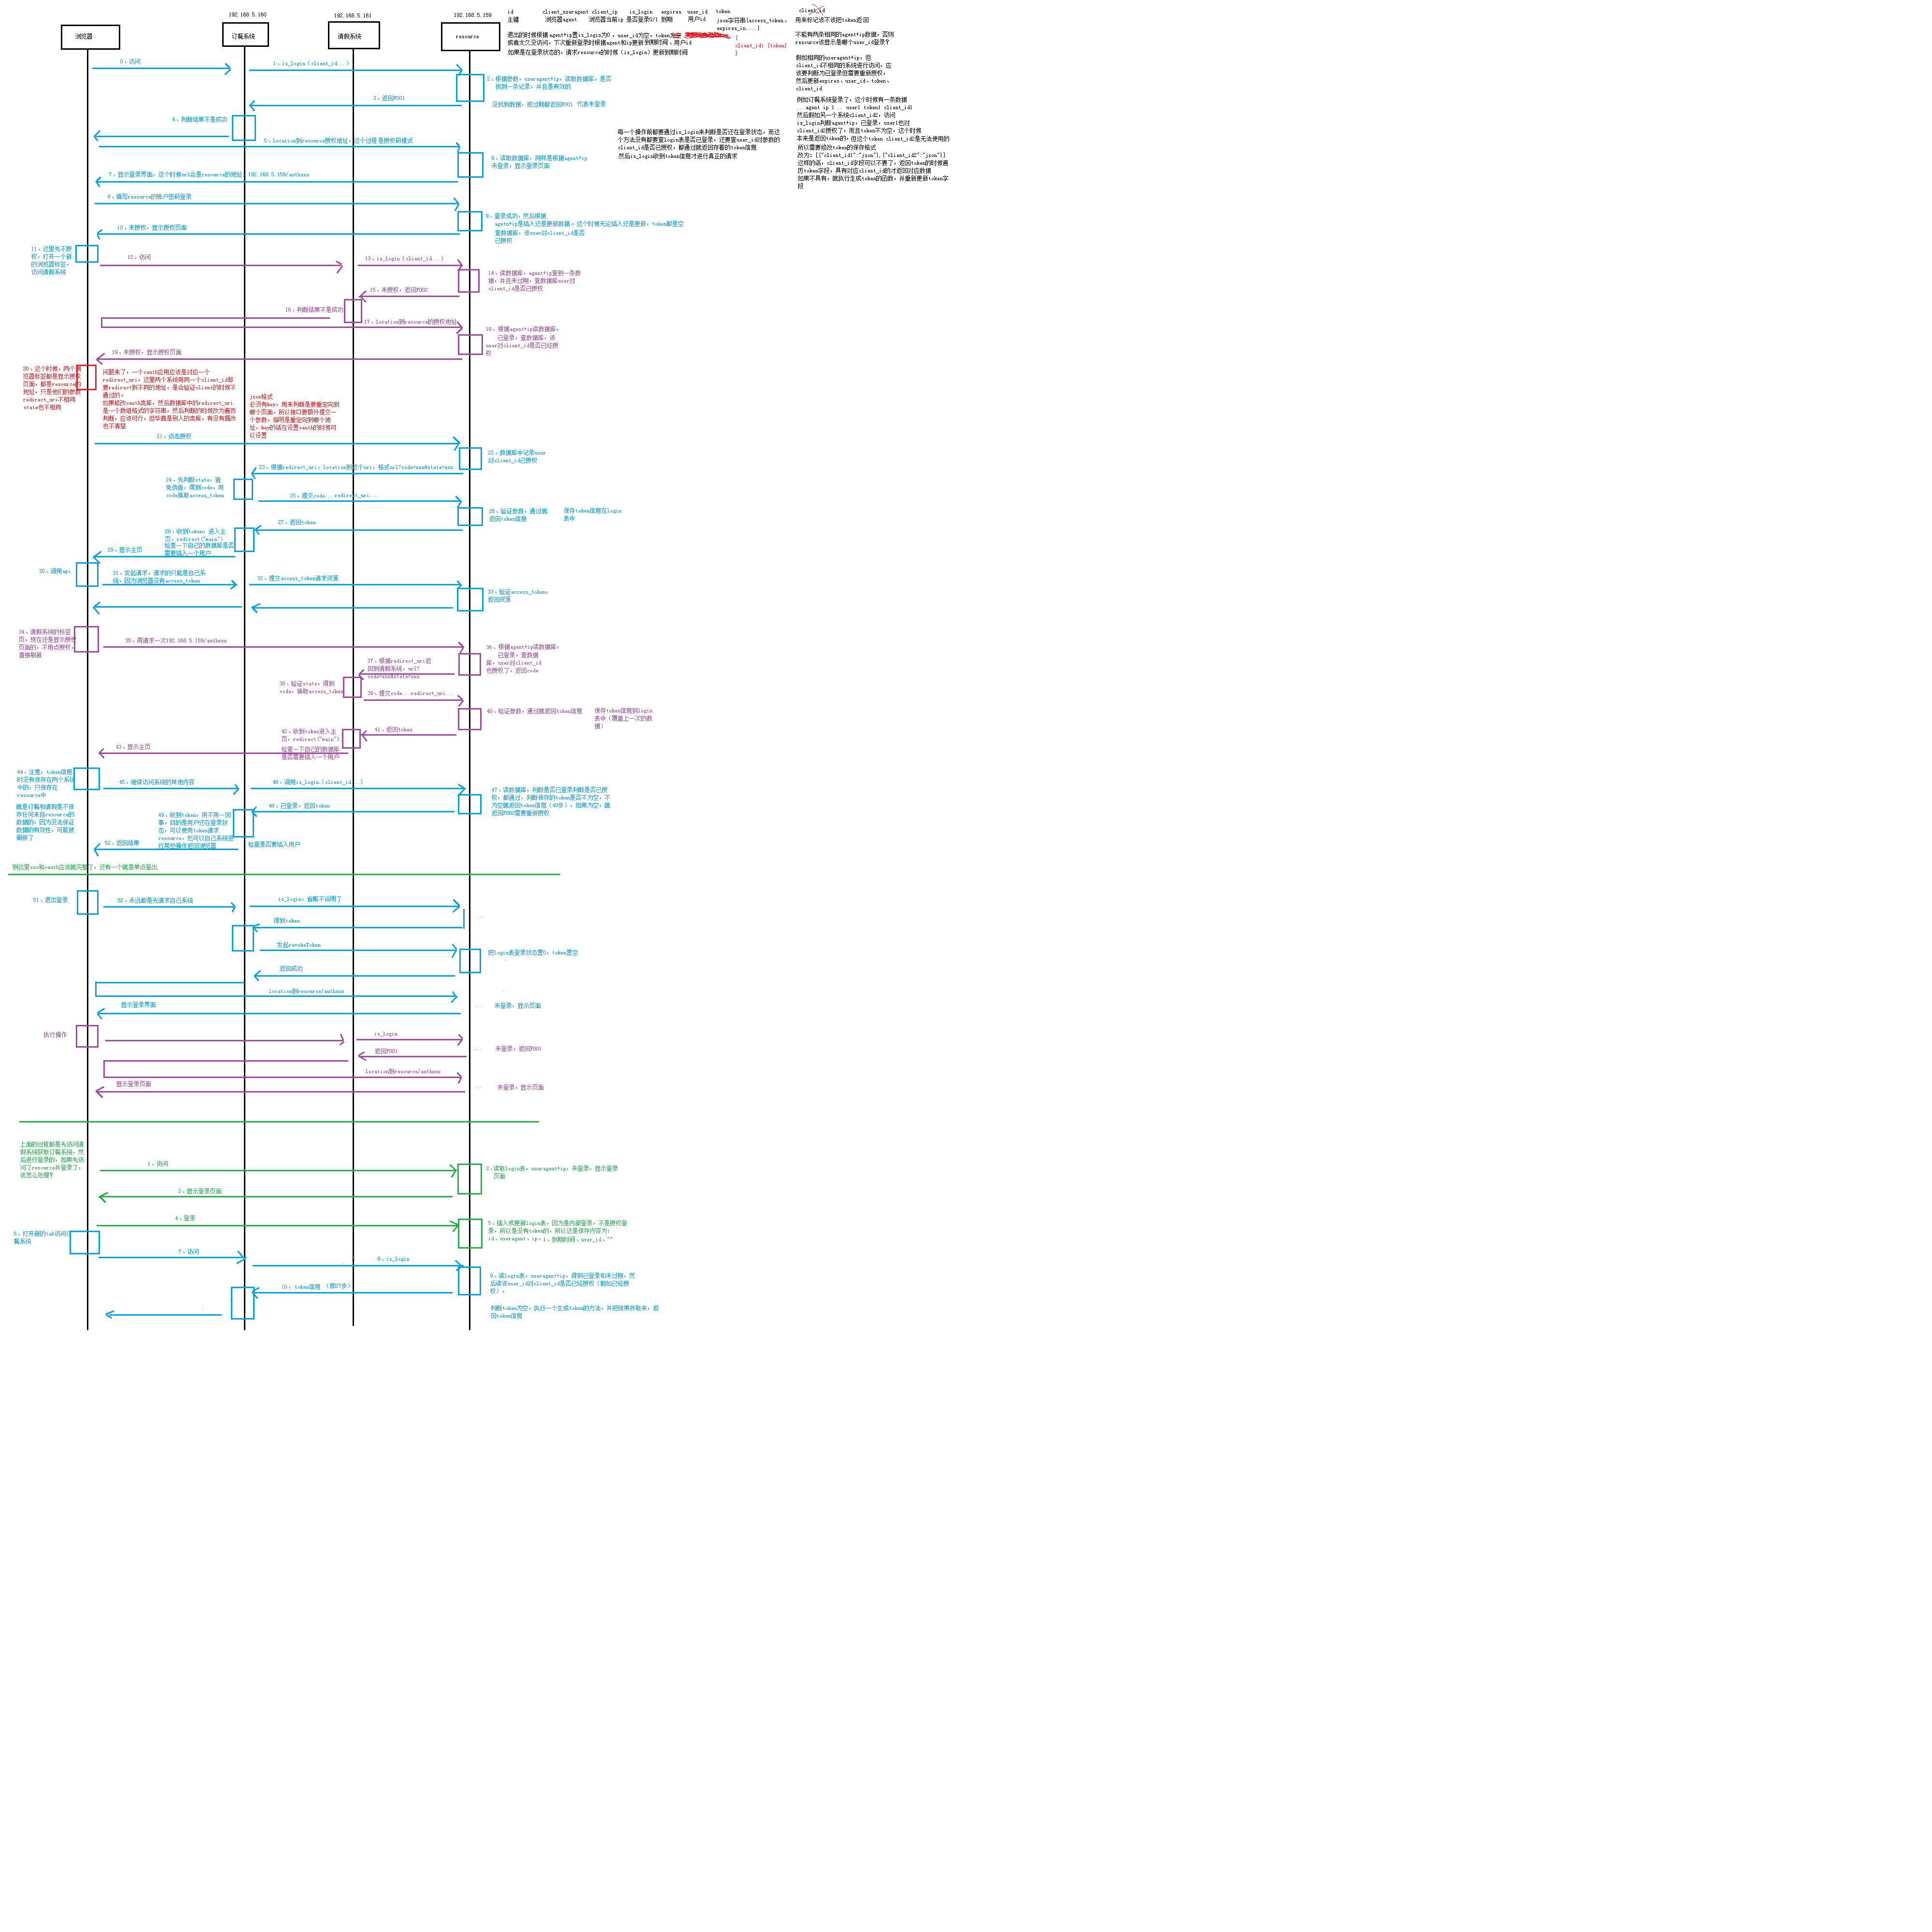 192.168.5.160
192.168.5.161
192.168.5.159
浏览器
订餐系统
请假系统
resource
id client_useragent client_ip is_login expires user_id token
主键 浏览器agent 浏览器当前ip 是否登录0/1 到期 用户id json字符串{access_token、
expires_in....}
退出的时候根据agent+ip置is_login为0，user_id为空，token为空
或者太久没访问，下次重新登录时根据agent和ip更新到期时间、用户id
如果是在登录状态的，请求resource的时候（is_login）更新到期时间
{
client_id: {token}
}
client_id
用来标记该不该把token返回
不能有两条相同的agent+ip数据，否则
resource该显示是哪个user_id登录？
假如相同的useragent+ip，但
client_id不相同的系统进行访问，应
该要判断为已登录但需要重新授权，
然后更新expires、user_id、token、
client_id
例如订餐系统登录了，这个时候有一条数据
.. agent ip 1 .. user1 token1 client_id1
然后假如另一个系统client_id2，访问
is_login判断agent+ip，已登录，user1也对
client_id2授权了，而且token不为空，这个时候
本来是返回token的，但这个token client_id2是无法使用的
所以需要修改token的保存格式
改为: [{"client_id1":"json"},{"client_id2":"json"}]
这样的话，client_id字段可以不要了，返回token的时候遍
历token字段，具有对应client_id的才返回对应数据
如果不具有，就执行生成token的函数，并重新更新token字
段
每一个操作前都要通过is_login来判断是否还在登录状态，而这
个方法没有都要查login表是否已登录，还要查user_id对参数的
client_id是否已授权，都通过就返回存着的token信息
然后is_login收到token信息才进行真正的请求
0、访问
1、is_login（client_id...）
2、根据参数，useragent+ip，读取数据库，是否
找到一条记录，并且是有效的
3、返回F001
没找到数据，或过期都返回F001 代表未登录
4、判断结果不是成功
5、location到resource授权地址，这个过程是授权码模式
6、读取数据库，同样是根据agent+ip
未登录，显示登录页面
7、显示登录界面，这个时候url会是resource的地址：192.168.5.159/authxxx
8、填写resource的账户密码登录
9、登录成功，然后根据
agetn+ip是插入还是更新数据。这个时候无论插入还是更新，token都是空
查数据库，该user对client_id是否
已授权
10、未授权，显示授权页面
11、这里先不授
权，打开一个新
的浏览器标签，
访问请假系统
12、访问
13、is_login（client_id...）
14、读数据库，agent+ip查到一条数
据，并且未过期，查数据库user对
client_id是否已授权
15、未授权，返回F002
16、判断结果不是成功
17、location到resource的授权地址
18、根据agent+ip读数据库，
已登录，查数据库，该
user对client_id是否已经授
权
19、未授权，显示授权页面
20、这个时候，两个浏
览器标签都是显示授权
页面，都是resource的
地址，只是他们的参数
redirect_uri不相同
state也不相同
问题来了，一个oauth应用应该是对应一个
redirect_uri，这里两个系统用同一个client_id却
要redirect到不同的地址，是会验证client的时候不
通过的。
如果修改oauth类库，然后数据库中的redirect_uri
是一个数组格式的字符串，然后判断的时候改为遍历
判断，应该可行，但毕竟是别人的类库，有没有漏改
也不清楚
json格式
必须有key，用来判断是要重定向到
哪个页面，所以接口要额外提交一
个参数，指明是重定向到哪个地
址，key的话在设置oauth的时候可
以设置
21、点击授权
22、数据库中记录user
对client_id已授权
23、根据redirect_uri，location到这个uri，格式url?code=xxx&state=xxx
24、先判断state，避
免伪造，得到code，用
code换取access_token
25、提交code... redirect_uri...
26、验证参数，通过就
返回token信息
保存token信息在login
表中
27、返回token
28、收到token，进入主
页，redirect("main")
检查一下自己的数据库是否
需要插入一个用户
29、显示主页
30、调用api
31、发起请求，请求的只能是自己系
统，因为浏览器没有access_token
32、提交access_token请求资源
33、验证access_token，
返回资源
34、请假系统的标签
页，现在还是显示授权
页面的，不用点授权，
直接刷新
35、再请求一次192.168.5.159/authxxx
36、根据agent+ip读数据库，
已登录，查数据
库，user对client_id
也授权了，返回code
37、根据redirect_uri返
回到请假系统，url?
code=xxx&state=xxx
38、验证state，得到
code，换取access_token
39、提交code...redirect_uri...
40、验证参数，通过就返回token信息
保存token信息到login
表中（覆盖上一次的数
据）
41、返回token
42、收到token进入主
页，redirect("main")
检查一下自己的数据库
是否需要插入一个用户
43、显示主页
44、注意，token信息
时没有保存在两个系统
中的，只保存在
resource中
就是订餐和请假是不保
存任何来自resource的
数据的，因为没法保证
数据的有效性，可能被
刷新了
45、继续访问系统的其他内容
46、调用is_login（client_id...）
47、读数据库，判断是否已登录判断是否已授
权，都通过，判断保存的token是否不为空，不
为空就返回token信息（40步），如果为空，就
返回F002需要重新授权
48、已登录，返回token
49、收到token，用不用一回
事，目的是用户还在登录状
态，可以使用token请求
resource，也可以自己系统进
行某些操作返回浏览器
检查是否要插入用户
50、返回结果
到这里sso和oauth应该就完整了，还有一个就是单点登出
51、退出登录
52、永远都是先请求自己系统
is_login，省略不说明了
得到token
发起revokeToken
把login表登录状态置0，token置空
返回成功
location到resource/authxxx
显示登录界面
未登录，显示页面
执行操作
is_login
返回F001
未登录，返回F001
location到resource/authxxx
显示登录页面
未登录，显示页面
上面的过程都是先访问请
假系统获取订餐系统，然
后进行登录的，如果先访
问了resource并登录了，
该怎么处理？
1、访问
2、读取login表，useragent+ip，未登录，显示登录
页面
3、显示登录页面
4、登录
5、插入或更新login表，因为是内部登录，不是授权登
录，所以是没有token的，所以这是保存内容为：
id、useragent、ip、1、到期时间、user_id、""
6、打开新的tab访问订
餐系统
7、访问
8、is_login
9、读login表，useragent+ip，得到已登录和未过期，然
后读该user_id对client_id是否已经授权（假如已经授
权），
判断token为空，执行一个生成token的方法，并把结果存取来，返
回token信息
10、token信息 （同27步）